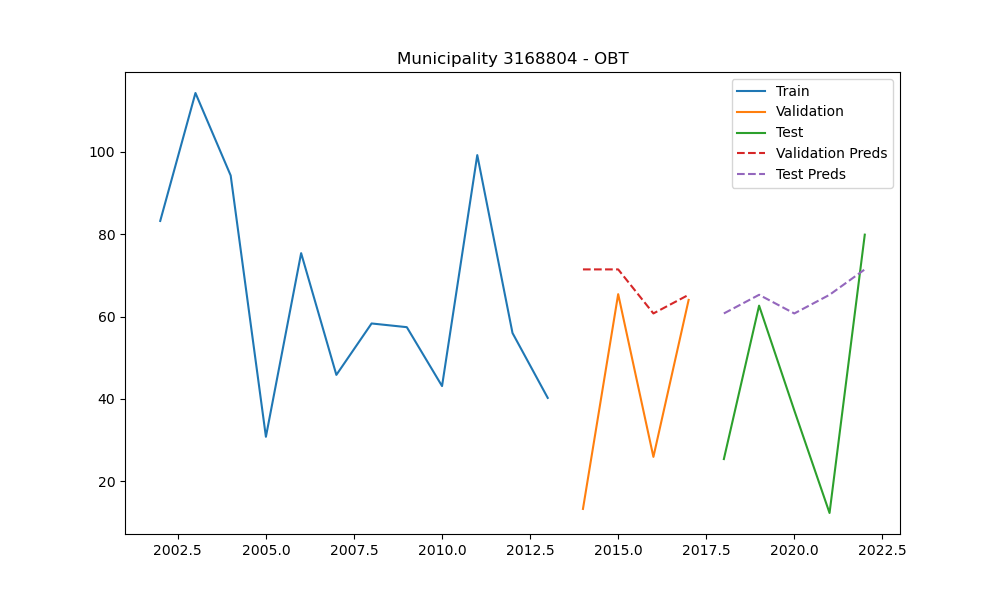 Municipality 3168804 - OBT
Train
Validation
Test
Validation Preds
Test Preds
100
80
60
40
20
2002.5 2005.0 2007.5 2010.0 2012.5 2015.0 2017.5 2020.0 2022.5